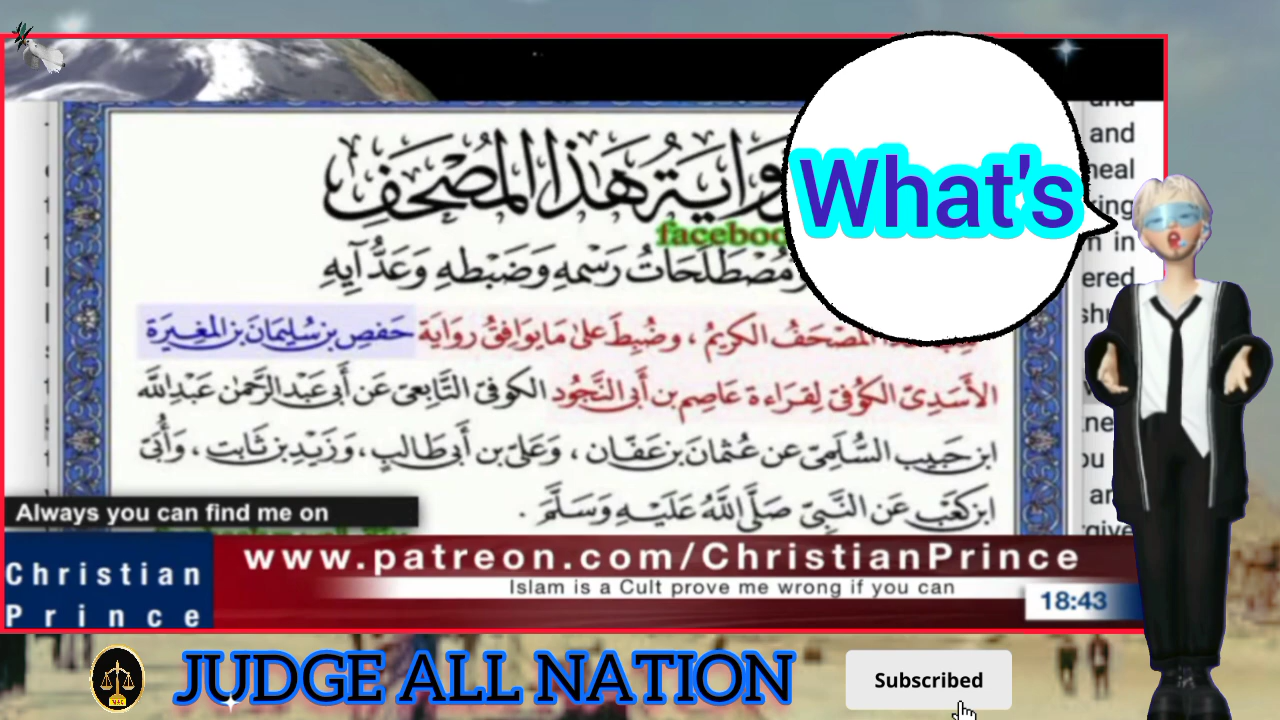 What's
and
and
meal
ered
رواية هذا المصحف
facebook
ومصطلحات رسمه وضبطه وعد آيه
المصحف الكريم ، وضبط على ما يوافق رواية حفص بن سليمان بن المغيرة
الأسدي الكوفي لقراءة عاصم بن أبي النجود الكوفي التابعي عن أبي عبد الرحمن عبد الله
ابن حبيب السلمي عن عثمان بن عفان ، وعلي بن أبي طالب ، وزيد بن ثابت ، وأبي
ابن كعب عن النبي صلى الله عليه وسلم .
Always you can find me on
www.patreon.com/ChristianPrince
Christian
Prince
Islam is a Cult prove me wrong if you can
18:43
JUDGE ALL NATION
Subscribed